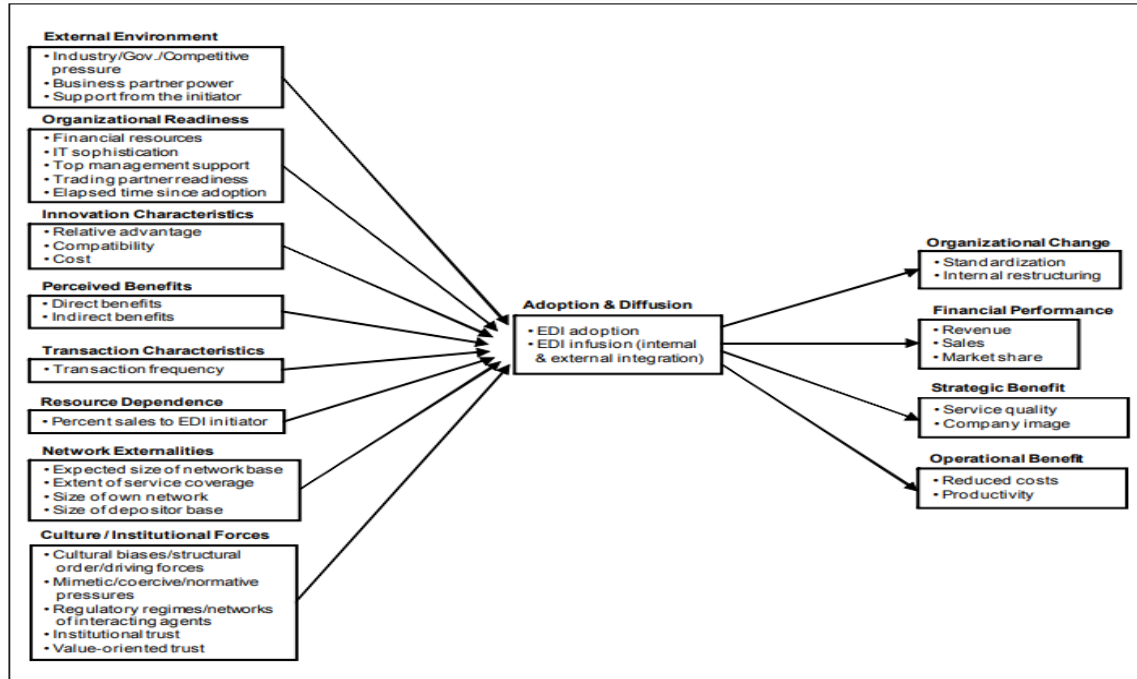 External Environment
• Industry/Gov./Competitive
pressure
• Business partner power
• Support from the initiator
Organizational Readiness
• Financial resources
• IT sophistication
• Top management support
• Trading partner readiness
• Elapsed time since adoption
Innovation Characteristics
• Relative advantage
• Compatibility
• Cost
Perceived Benefits
• Direct benefits
• Indirect benefits
Transaction Characteristics
• Transaction frequency
Resource Dependence
• Percent sales to EDI initiator
Network Externalities
• Expected size of network base
• Extent of service coverage
• Size of own network
• Size of depositor base
Culture / Institutional Forces
• Cultural biases/structural
order/driving forces
• Mimetic/coercive/normative
pressures
• Regulatory regimes/networks
of interacting agents
• Institutional trust
• Value-oriented trust
Adoption & Diffusion
• EDI adoption
• EDI infusion (internal
& external integration)
Organizational Change
• Standardization
• Internal restructuring
Financial Performance
• Revenue
• Sales
• Market share
Strategic Benefit
• Service quality
• Company image
Operational Benefit
• Reduced costs
• Productivity